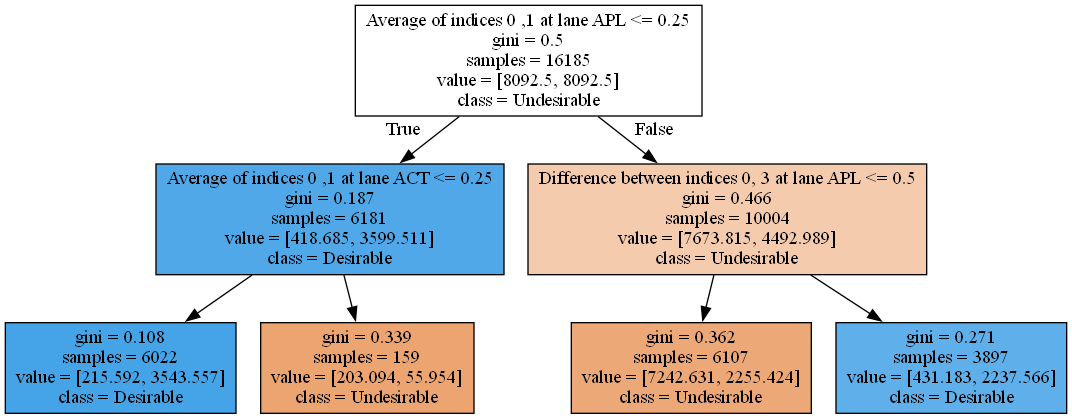 Average of indices 0 ,1 at lane APL <= 0.25
gini = 0.5
samples = 16185
value = [8092.5, 8092.5]
class = Undesirable
True
False
Average of indices 0 ,1 at lane ACT <= 0.25
gini = 0.187
samples = 6181
value = [418.685, 3599.511]
class = Desirable
Difference between indices 0, 3 at lane APL <= 0.5
gini = 0.466
samples = 10004
value = [7673.815, 4492.989]
class = Undesirable
gini = 0.108
samples = 6022
value = [215.592, 3543.557]
class = Desirable
gini = 0.339
samples = 159
value = [203.094, 55.954]
class = Undesirable
gini = 0.362
samples = 6107
value = [7242.631, 2255.424]
class = Undesirable
gini = 0.271
samples = 3897
value = [431.183, 2237.566]
class = Desirable